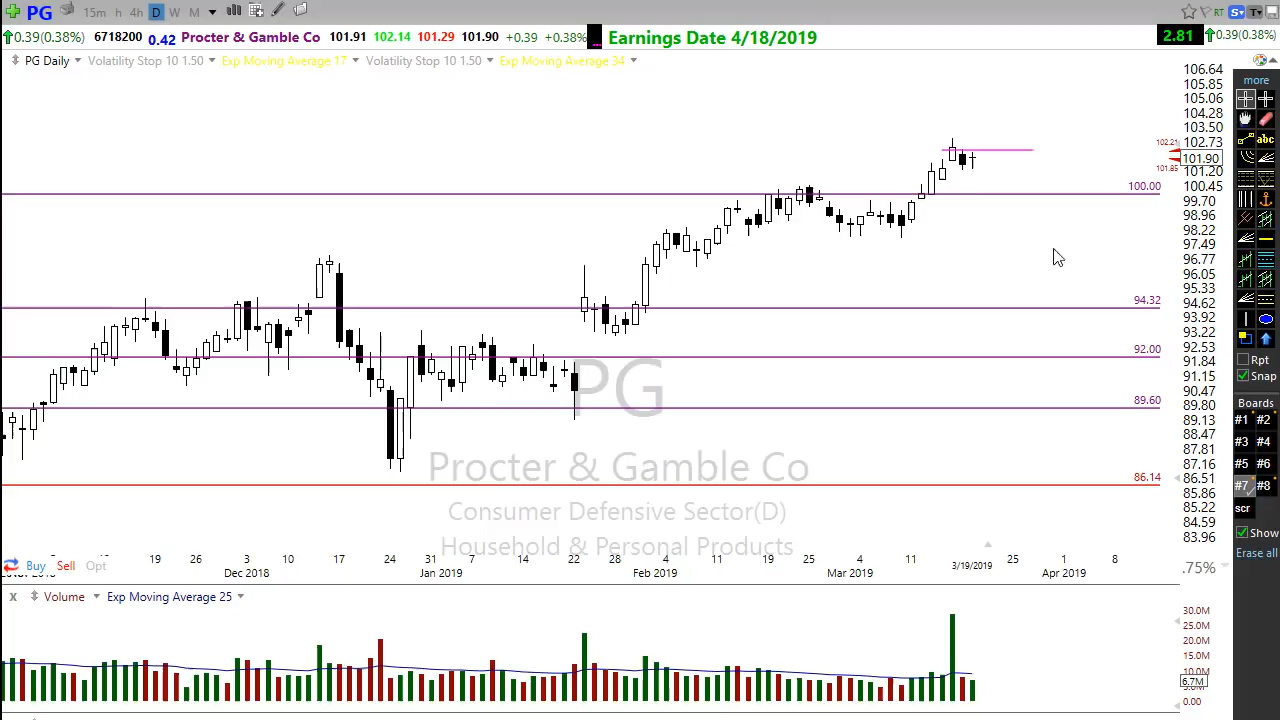 PG 15m h 4h D W M RT S T
0.39(0.38%) 6718200 0.42 Procter & Gamble Co 101.91 102.14 101.29 101.90 +0.39 +0.38% ... Earnings Date 4/18/2019 2.81 0.39(0.38%)
PG Daily Volatility Stop 10 1.50 Exp Moving Average 17 Volatility Stop 10 1.50 Exp Moving Average 34
106.64
105.85
105.06
104.28
103.50
102.73
102.21
101.90
101.85
101.20
100.45
100.00
99.70
98.96
98.22
97.49
96.77
96.05
95.33
94.62
94.32
93.92
93.22
92.53
92.00
91.84
91.15
90.47
89.80
89.60
89.13
88.47
87.81
87.16
86.51
86.14
85.86
85.22
84.59
83.96
more
abc
Rpt
Snap
Boards
#1 #2
#3 #4
#5 #6
#7 #8
scr
Show
Erase all
PG
Procter & Gamble Co
Consumer Defensive Sector(D)
Household & Personal Products
19 26 3 10 17 24 31 7 14 22 28 4 11 19 25 4 11 3/19/2019 25 1 8
Buy Sell Opt
Dec 2018 Jan 2019 Feb 2019 Mar 2019 Apr 2019
.75%
x Volume Exp Moving Average 25
30.0M
25.0M
20.0M
15.0M
10.0M
6.7M
0.00